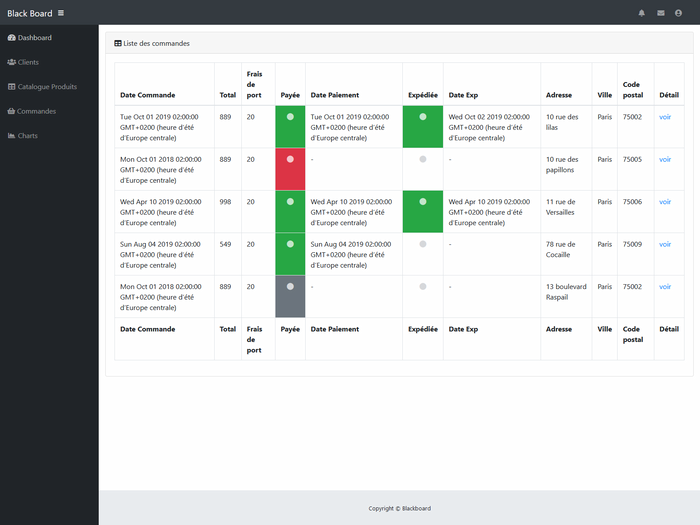 Black Board
Dashboard
Clients
Catalogue Produits
Commandes
Charts
Liste des commandes
Date Commande Total Frais de port Payée Date Paiement Expédiée Date Exp Adresse Ville Code postal Détail
Tue Oct 01 2019 02:00:00 889 20 Tue Oct 01 2019 02:00:00 Wed Oct 02 2019 02:00:00 10 rue des Paris 75002 voir
GMT+0200 (heure d'été GMT+0200 (heure d'été GMT+0200 (heure d'été lilas
d'Europe centrale) d'Europe centrale) d'Europe centrale)
Mon Oct 01 2018 02:00:00 889 20 - - 10 rue des Paris 75005 voir
GMT+0200 (heure d'été papillons
d'Europe centrale)
Wed Apr 10 2019 02:00:00 998 20 Wed Apr 10 2019 02:00:00 Wed Apr 10 2019 02:00:00 11 rue de Paris 75006 voir
GMT+0200 (heure d'été GMT+0200 (heure d'été GMT+0200 (heure d'été Versailles
d'Europe centrale) d'Europe centrale) d'Europe centrale)
Sun Aug 04 2019 02:00:00 549 20 Sun Aug 04 2019 02:00:00 - 78 rue de Paris 75009 voir
GMT+0200 (heure d'été GMT+0200 (heure d'été Cocaille
d'Europe centrale) d'Europe centrale)
Mon Oct 01 2018 02:00:00 889 20 - - 13 boulevard Paris 75002 voir
GMT+0200 (heure d'été Raspail
d'Europe centrale)
Date Commande Total Frais de port Payée Date Paiement Expédiée Date Exp Adresse Ville Code postal Détail
Copyright © Blackboard